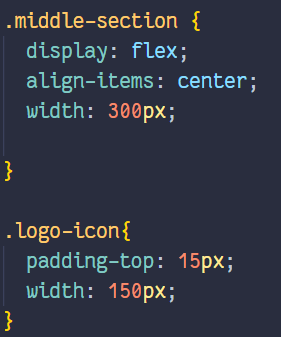 .middle-section {
  display: flex;
  align-items: center;
  width: 300px;

}

.logo-icon{
  padding-top: 15px;
  width: 150px;
}